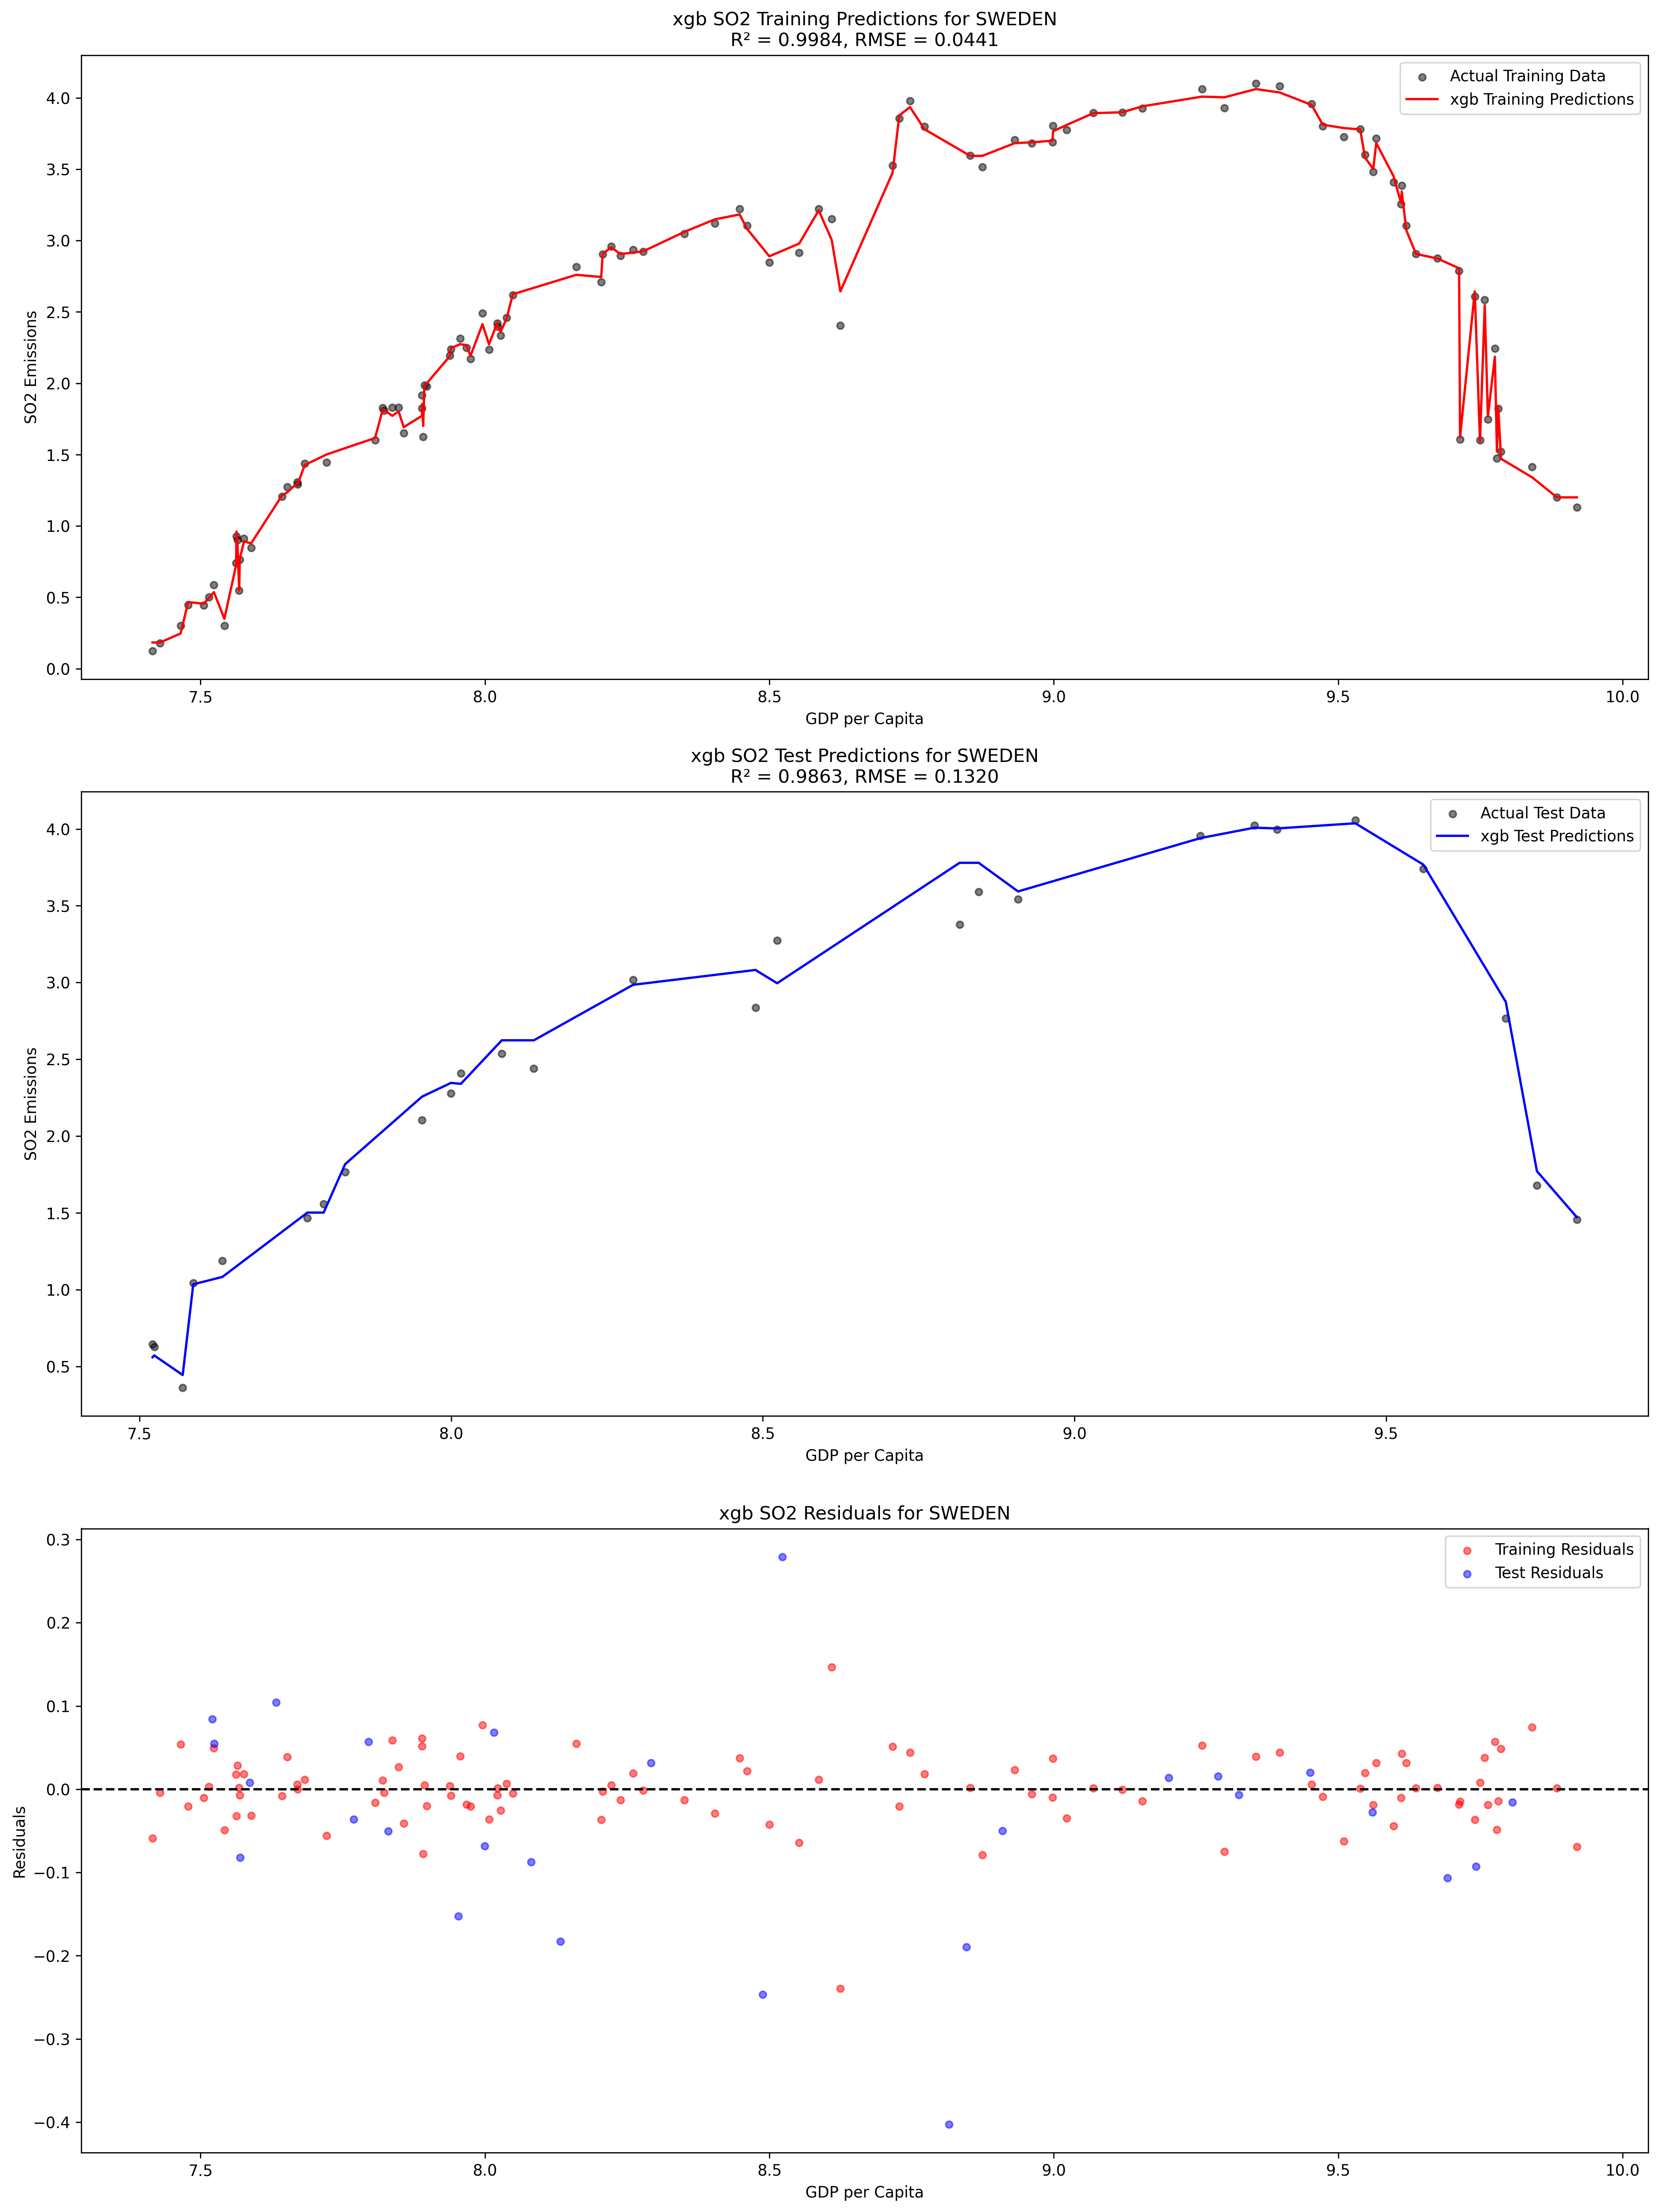 xgb SO2 Training Predictions for SWEDEN
R² = 0.9984, RMSE = 0.0441
Actual Training Data
xgb Training Predictions
SO2 Emissions
4.0
3.5
3.0
2.5
2.0
1.5
1.0
0.5
0.0
7.5 8.0 8.5 9.0 9.5 10.0
GDP per Capita
xgb SO2 Test Predictions for SWEDEN
R² = 0.9863, RMSE = 0.1320
Actual Test Data
xgb Test Predictions
SO2 Emissions
4.0
3.5
3.0
2.5
2.0
1.5
1.0
0.5
7.5 8.0 8.5 9.0 9.5
GDP per Capita
xgb SO2 Residuals for SWEDEN
Training Residuals
Test Residuals
Residuals
0.3
0.2
0.1
0.0
−0.1
−0.2
−0.3
−0.4
7.5 8.0 8.5 9.0 9.5 10.0
GDP per Capita